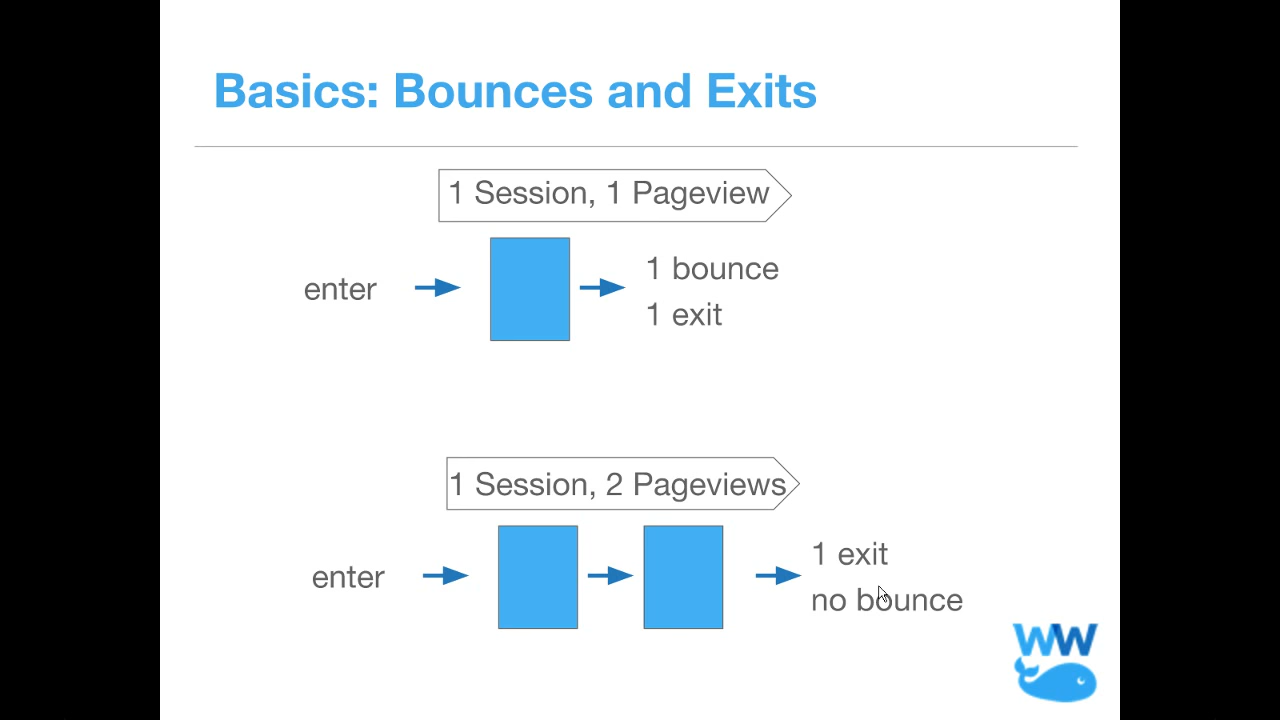 Basics: Bounces and Exits
1 Session, 1 Pageview
enter
1 bounce
1 exit
1 Session, 2 Pageviews
enter
1 exit
no bounce
WW